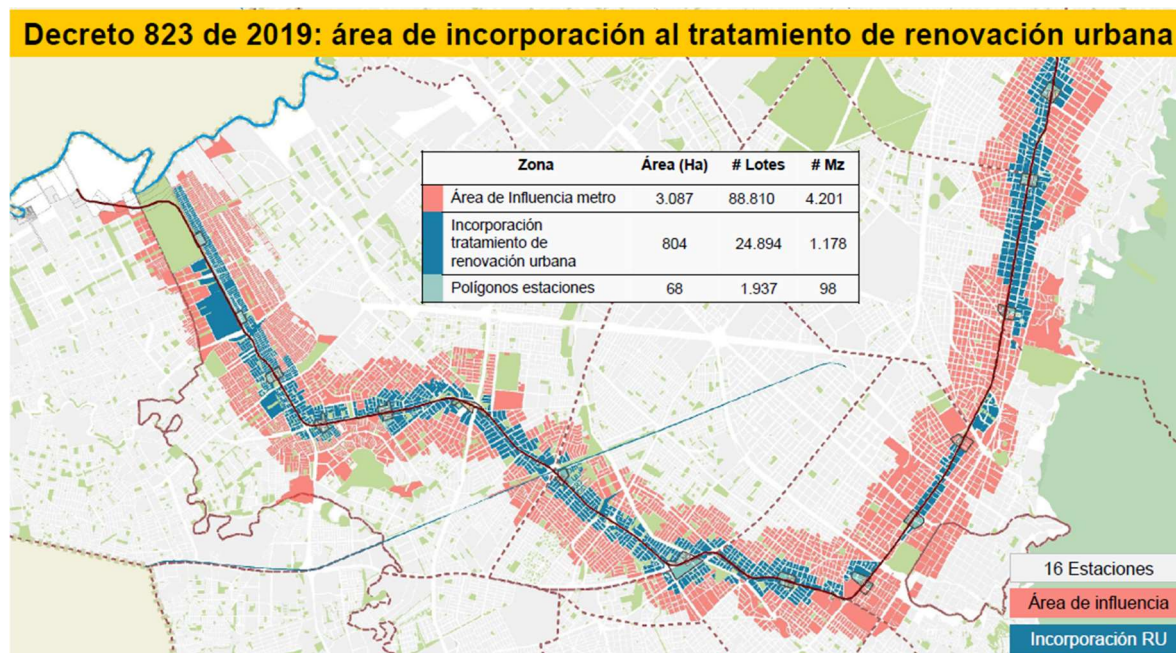 Decreto 823 de 2019: área de incorporación al tratamiento de renovación urbana
Zona Área (Ha) # Lotes # Mz
Área de Influencia metro 3.087 88.810 4.201
Incorporación
tratamiento de
renovación urbana
804 24.894 1.178
Polígonos estaciones 68 1.937 98
16 Estaciones
Área de influencia
Incorporación RU